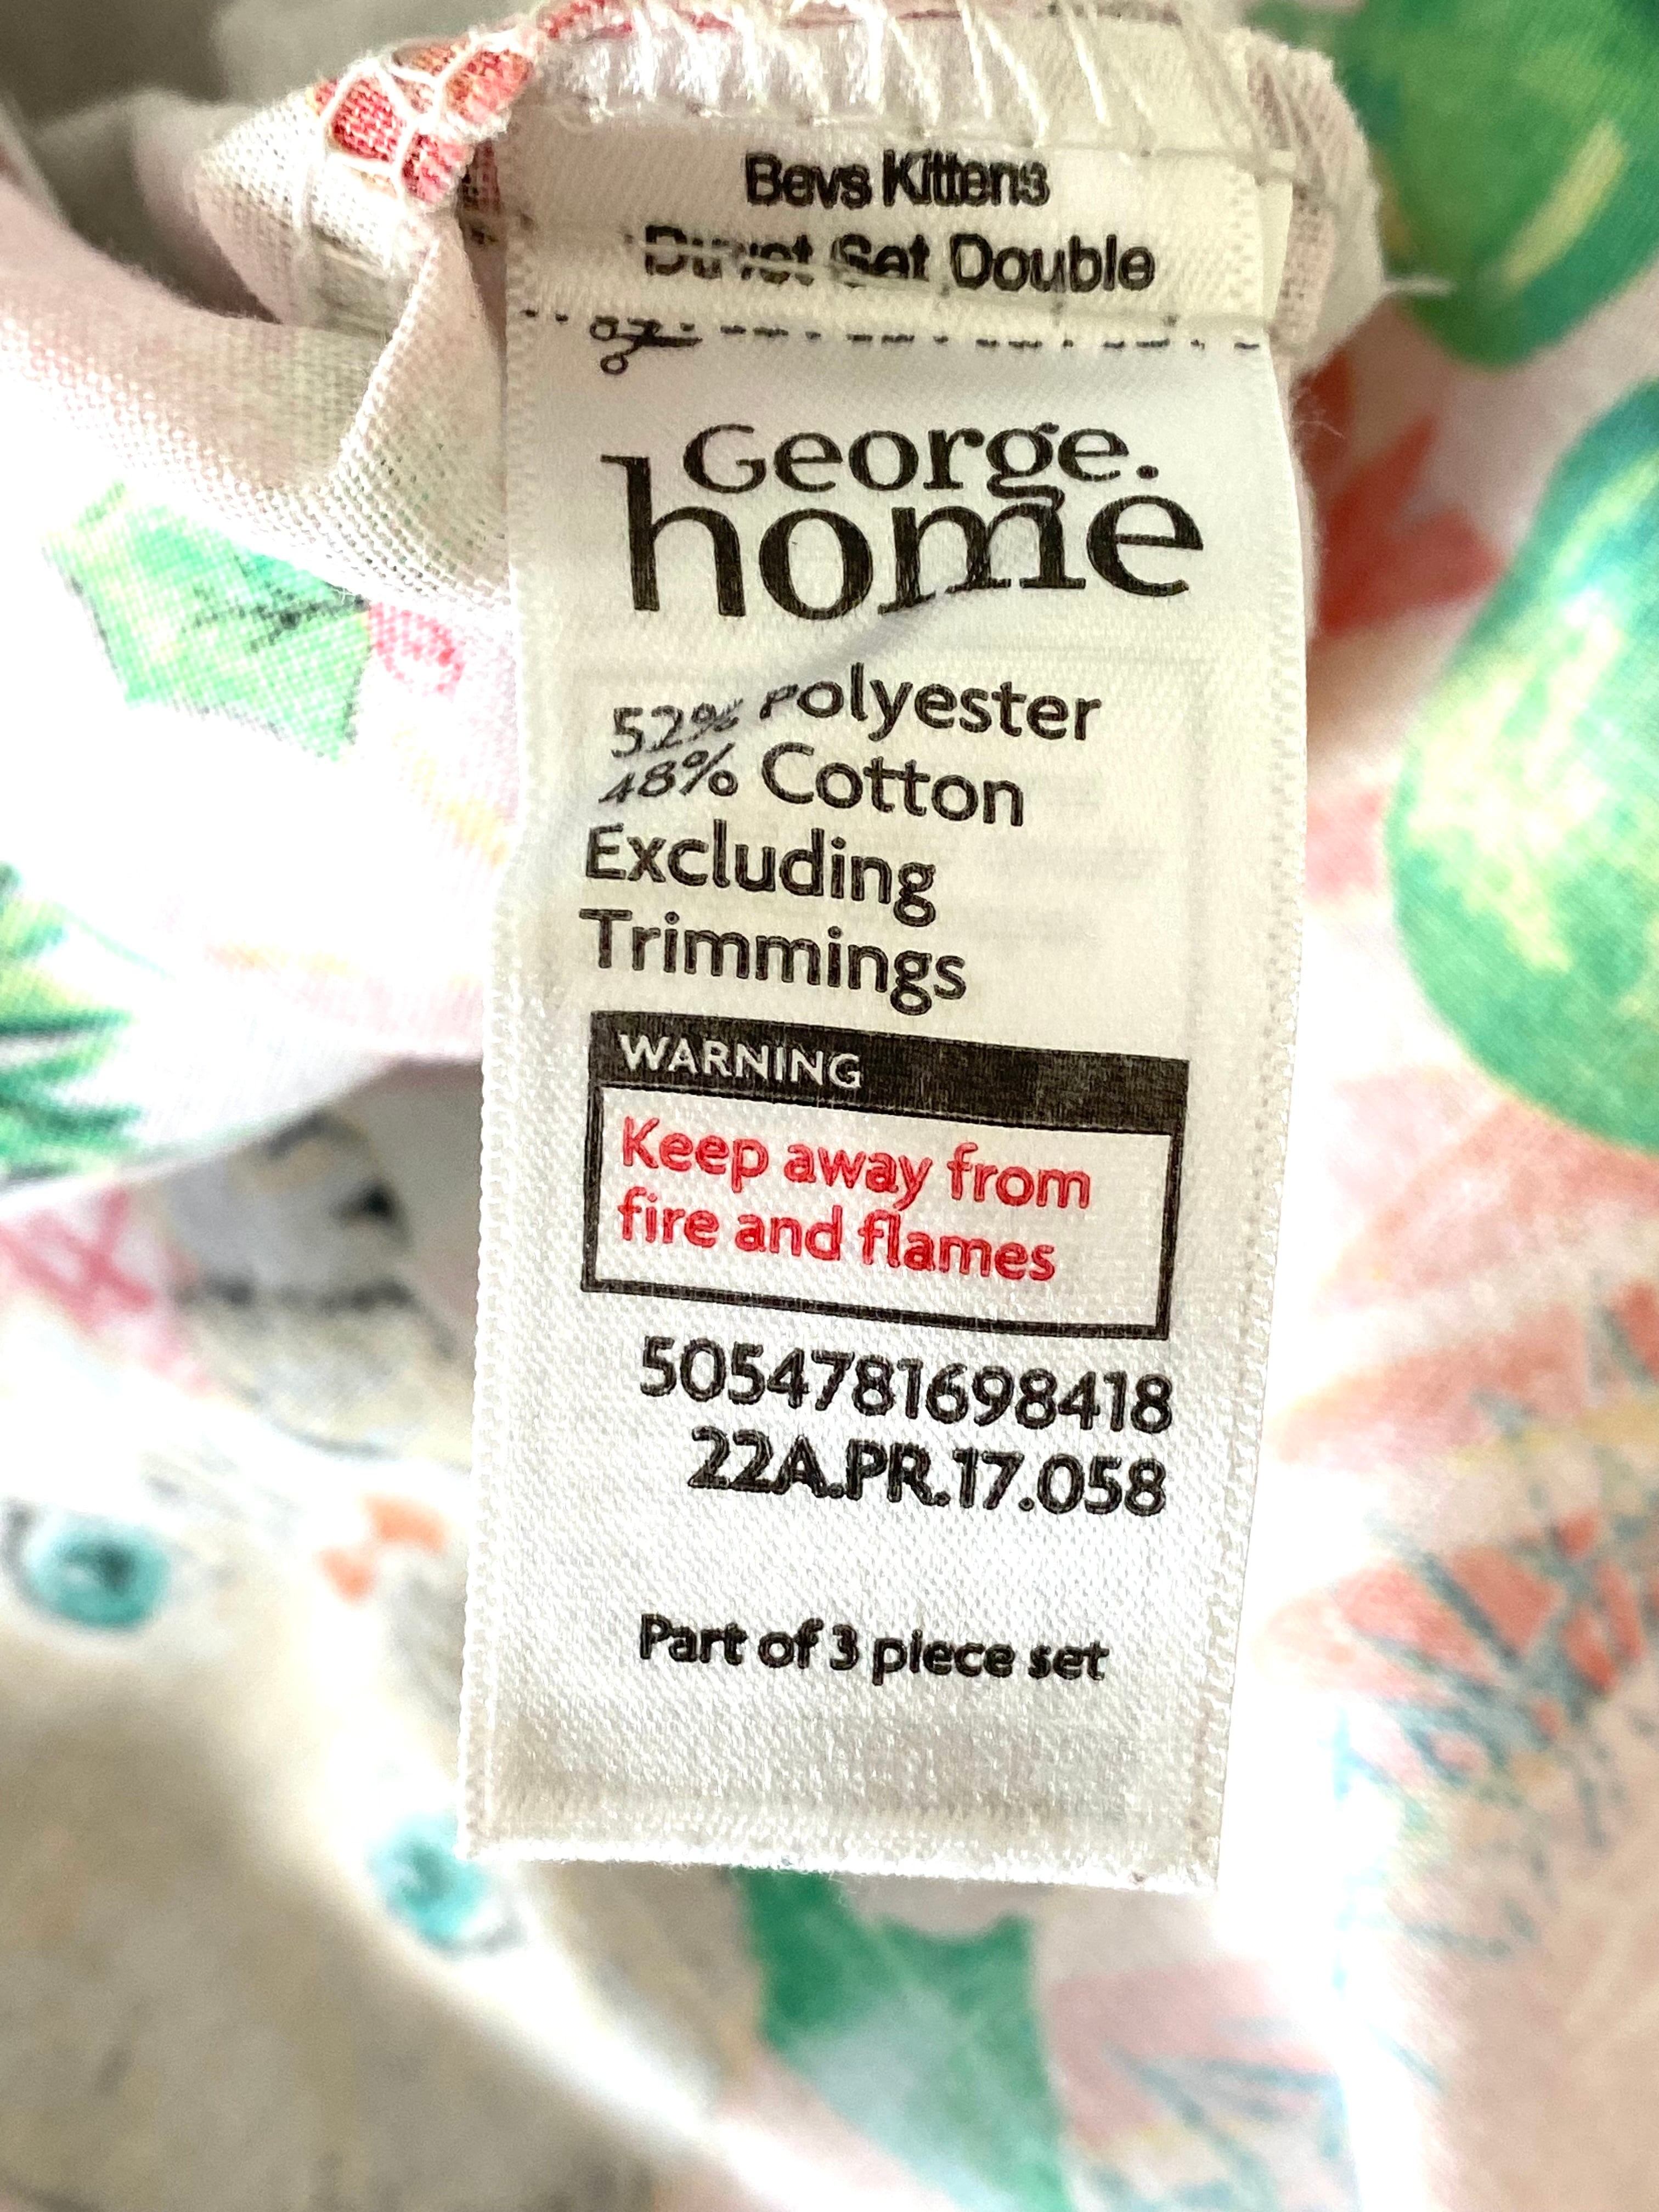 Bevs Kittens
Duvet Set Double
George.
home
52% Polyester
48% Cotton
Excluding
Trimmings
WARNING
Keep away from
fire and flames
5054781698418
22A.PR.17.058
Part of 3 piece set